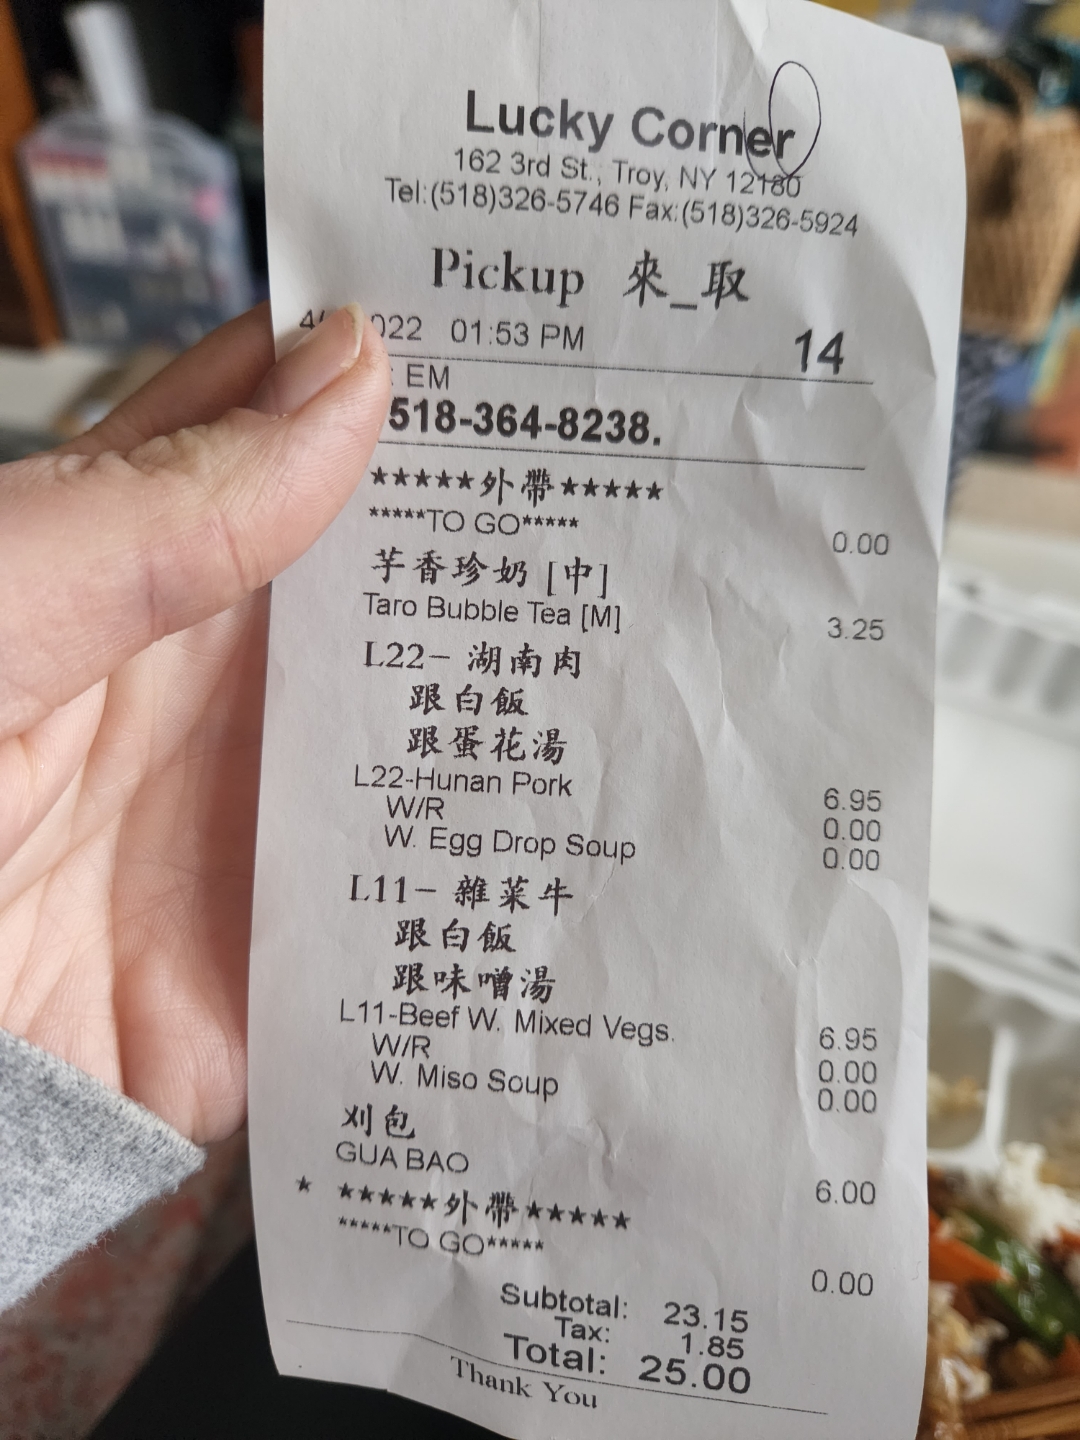 Lucky Corner
162 3rd St., Troy, NY 12180
Tel:(518)326-5746 Fax:(518)326-5924
Pickup 來_取
4/ 022 01:53 PM 14
: EM
518-364-8238.
★★★★★外帶★★★★★
*****TO GO***** 0.00
芋香珍奶 [中]
Taro Bubble Tea [M] 3.25
L22- 湖南肉
跟白飯
跟蛋花湯
L22-Hunan Pork 6.95
W/R 0.00
W. Egg Drop Soup 0.00
L11- 雜菜牛
跟白飯
跟味噌湯
L11-Beef W. Mixed Vegs. 6.95
W/R 0.00
W. Miso Soup 0.00
刈包
GUA BAO 6.00
★ ★★★★★外帶★★★★★
*****TO GO***** 0.00
Subtotal: 23.15
Tax: 1.85
Total: 25.00
Thank You